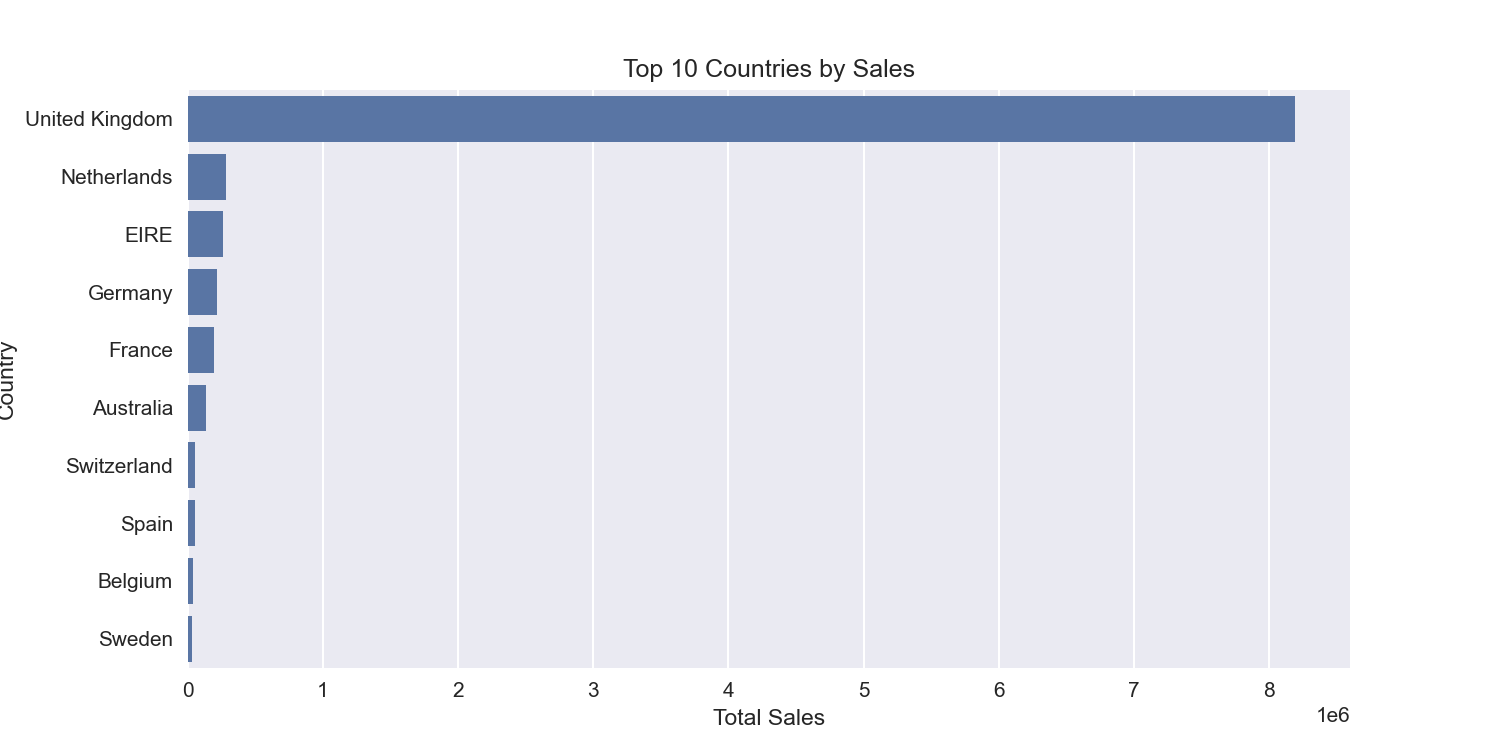 Top 10 Countries by Sales
United Kingdom
Netherlands
EIRE
Germany
France
Australia
Switzerland
Spain
Belgium
Sweden
Country
0 1 2 3 4 5 6 7 8
1e6
Total Sales